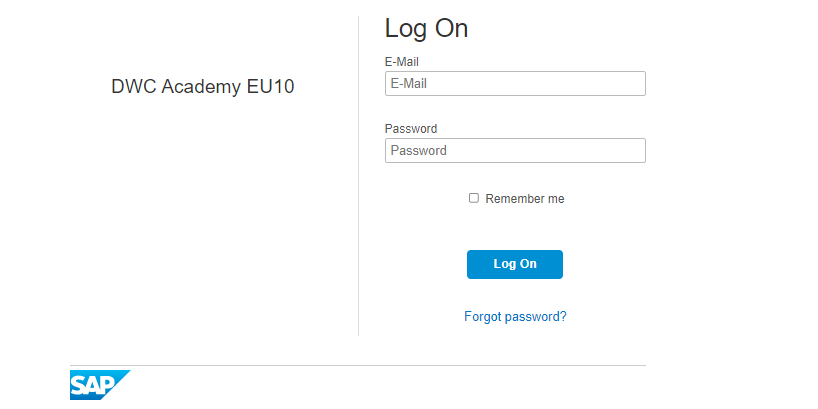 DWC Academy EU10
Log On
E-Mail
E-Mail
Password
Password
Remember me
Log On
Forgot password?
SAP